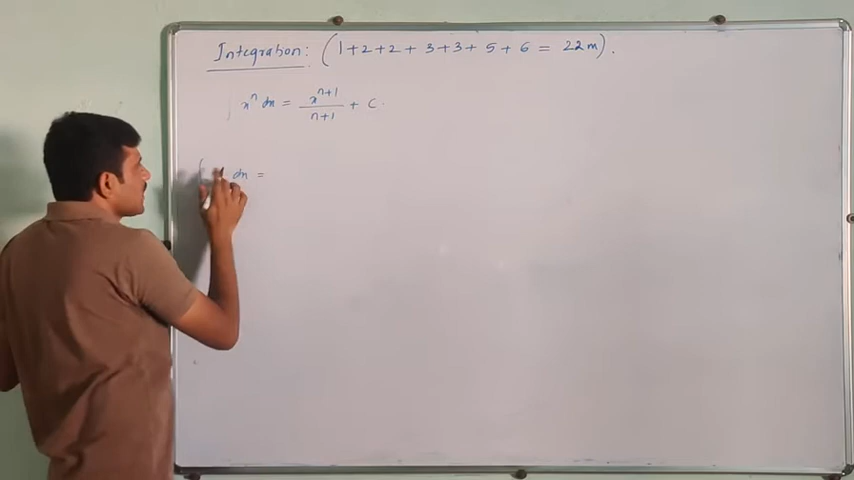 Integration: (1+2+2+3+3+5+6 = 22m).
∫ xⁿ dx = xⁿ⁺¹/n+1 + C.
∫ dx =